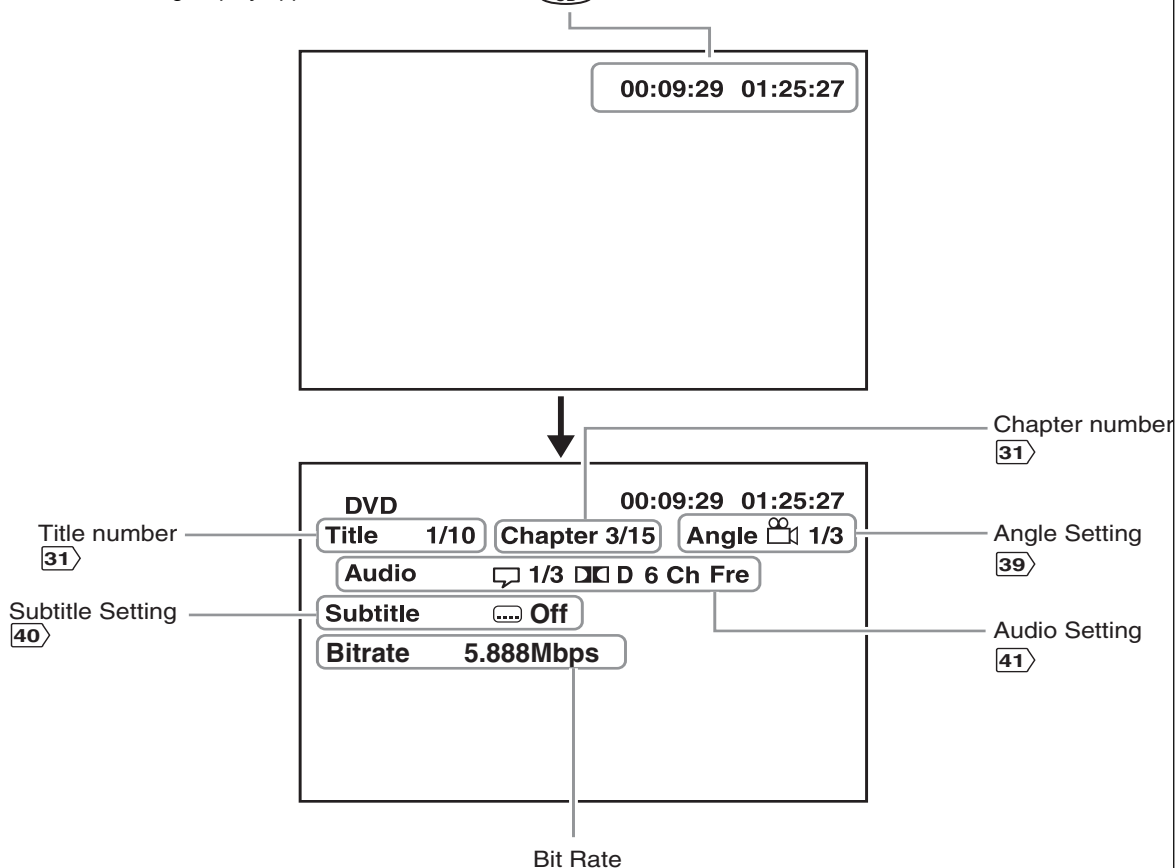 00:09:29 01:25:27
Chapter number
31
DVD 00:09:29 01:25:27
Title number
31
Title 1/10 Chapter 3/15 Angle 1/3
Angle Setting
39
Audio 1/3 D 6 Ch Fre
Subtitle Setting
40
Subtitle Off
Audio Setting
41
Bitrate 5.888Mbps
Bit Rate